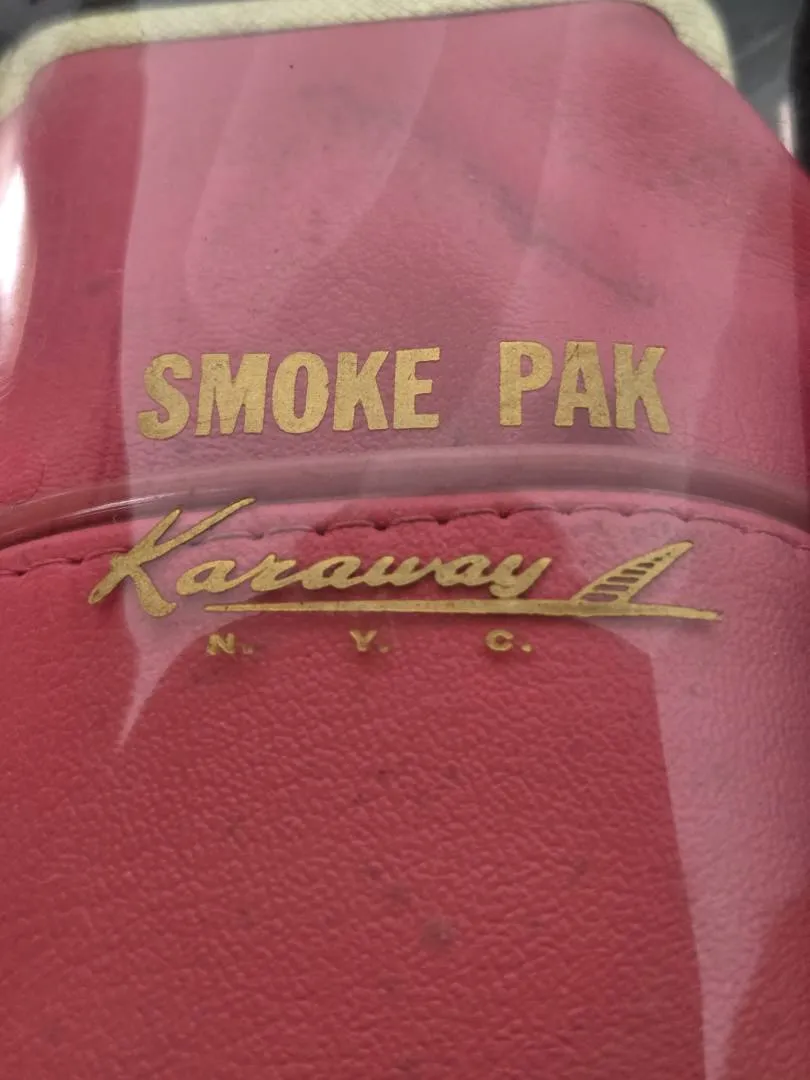 SMOKE PAK
Karaway
N. Y. C.